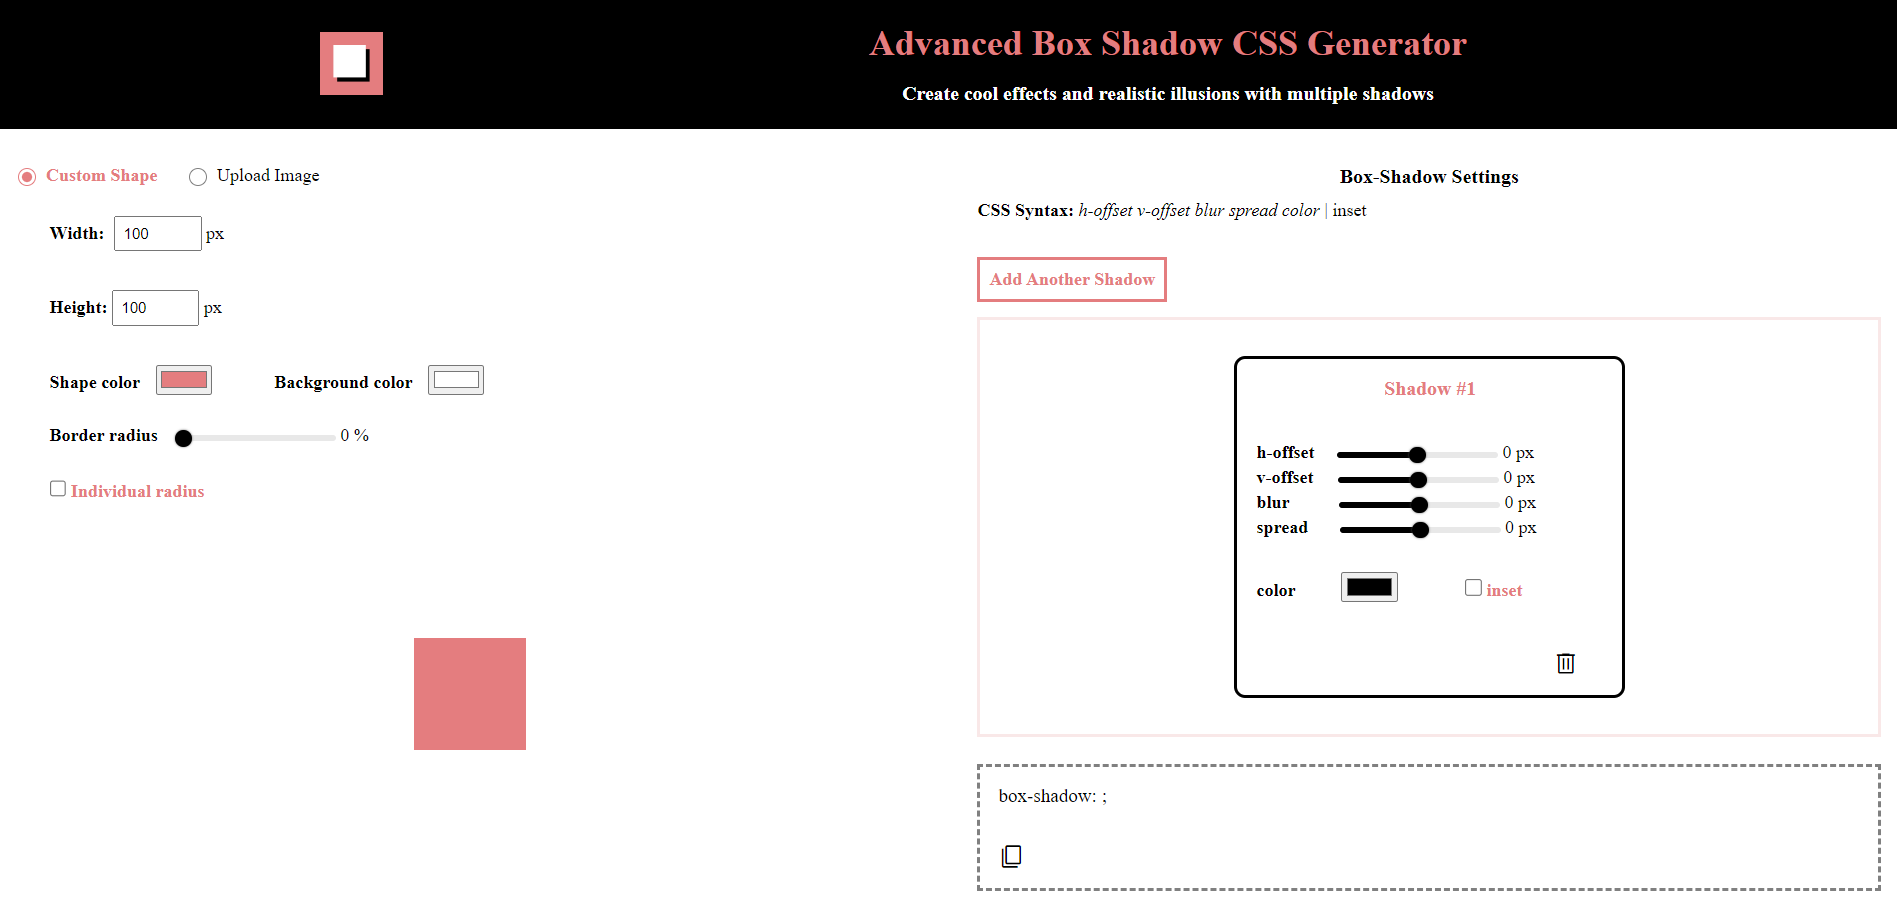 Advanced Box Shadow CSS Generator
Create cool effects and realistic illusions with multiple shadows
Custom Shape
Upload Image
Width: 100 px
Height: 100 px
Shape color
Background color
Border radius 0 %
Individual radius
Box-Shadow Settings
CSS Syntax: h-offset v-offset blur spread color | inset
Add Another Shadow
Shadow #1
h-offset 0 px
v-offset 0 px
blur 0 px
spread 0 px
color
inset
box-shadow: ;